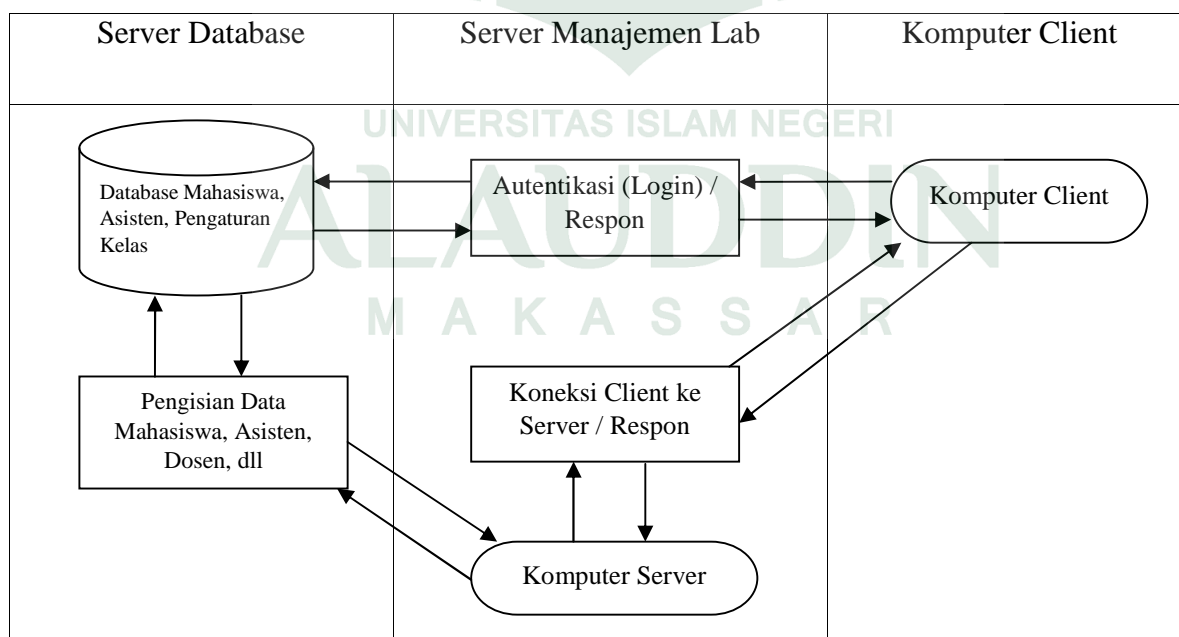 Server Database
Server Manajemen Lab
Komputer Client
UNIVERSITAS ISLAM NEGERI
ALAUDDIN
MAKASSAR
Database Mahasiswa,
Asisten, Pengaturan
Kelas
Autentikasi (Login) /
Respon
Komputer Client
Pengisian Data
Mahasiswa, Asisten,
Dosen, dll
Koneksi Client ke
Server / Respon
Komputer Server